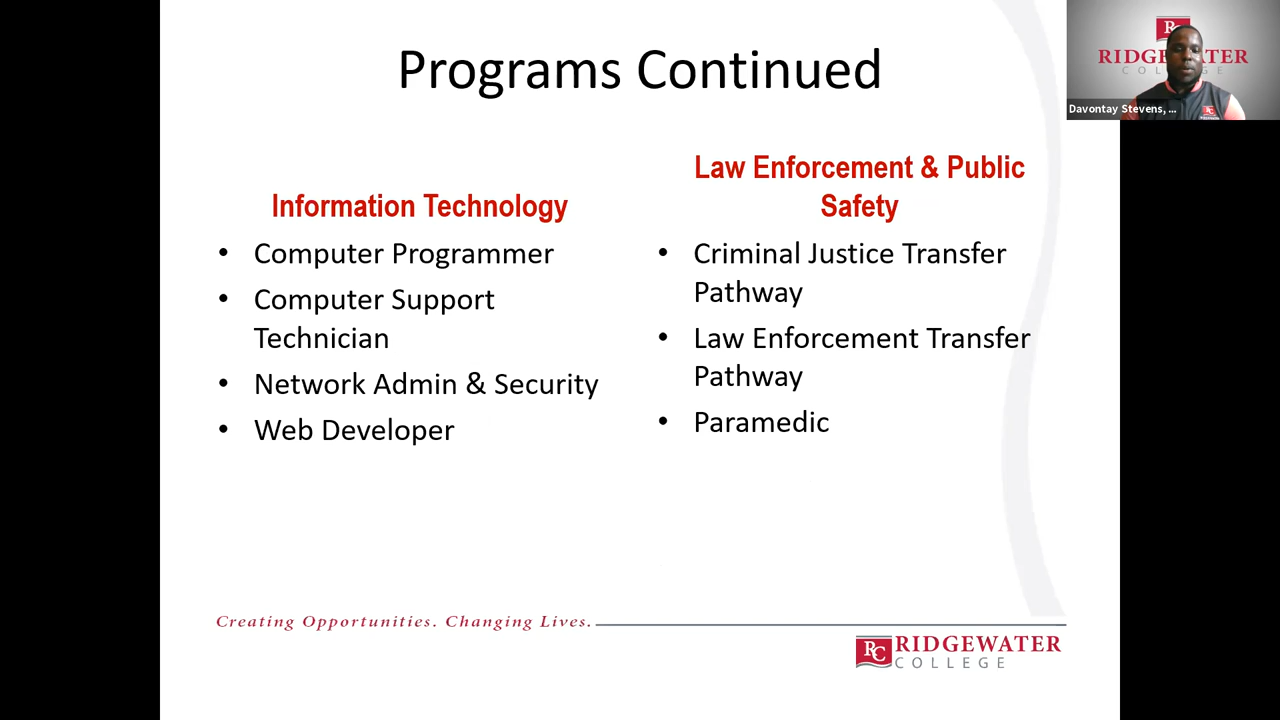 Programs Continued
Information Technology
• Computer Programmer
• Computer Support
Technician
• Network Admin & Security
• Web Developer
Law Enforcement & Public
Safety
• Criminal Justice Transfer
Pathway
• Law Enforcement Transfer
Pathway
• Paramedic
Creating Opportunities. Changing Lives.
RC RIDGEWATER
COLLEGE
Davontay Stevens, ...